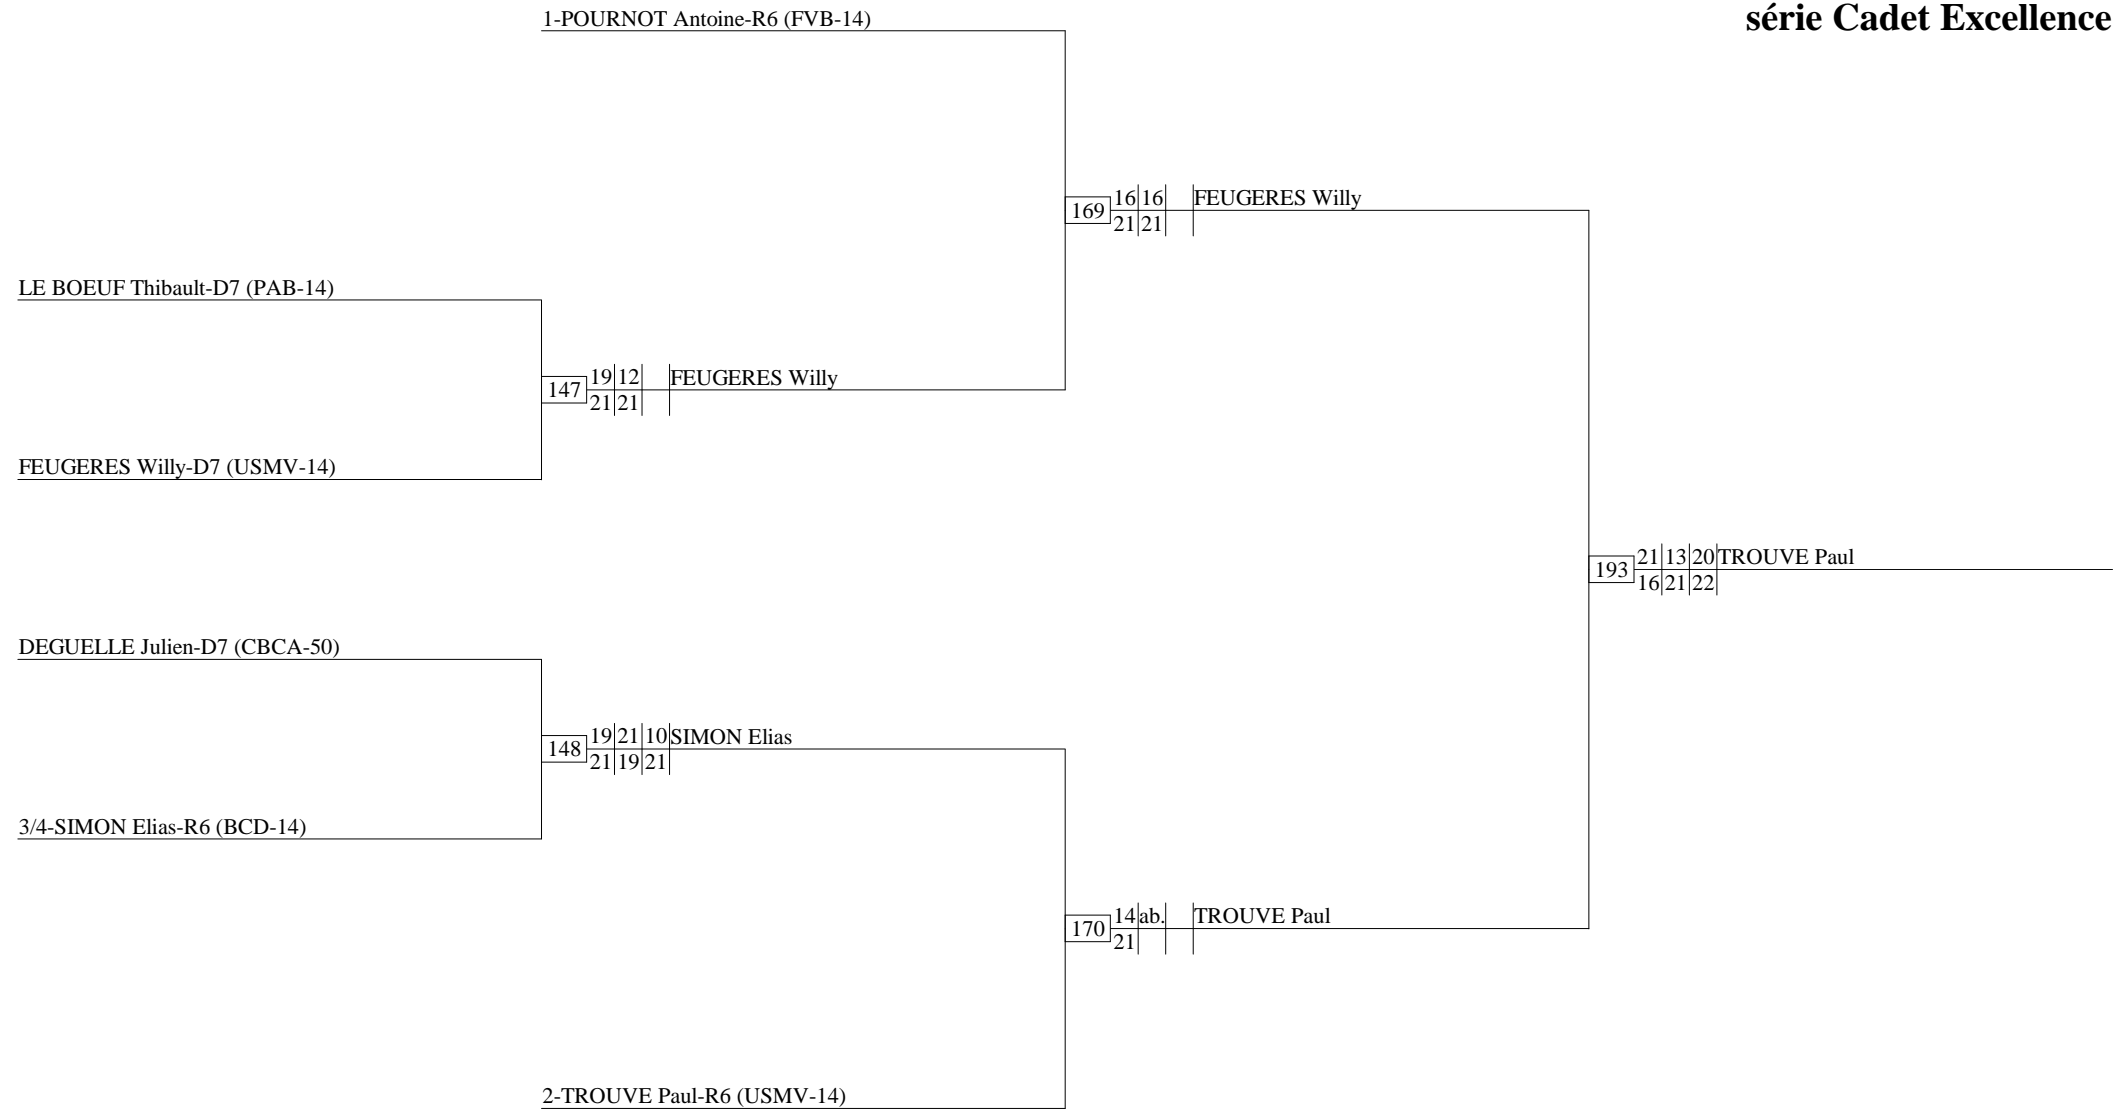 série Cadet Excellence
1-POURNOT Antoine-R6 (FVB-14)
169 16 16 FEUGERES Willy
21 21
LE BOEUF Thibault-D7 (PAB-14)
147 19 12 FEUGERES Willy
21 21
FEUGERES Willy-D7 (USMV-14)
193 21 13 20 TROUVE Paul
16 21 22
DEGUELLE Julien-D7 (CBCA-50)
148 19 21 10 SIMON Elias
21 19 21
3/4-SIMON Elias-R6 (BCD-14)
170 14 ab. TROUVE Paul
21
2-TROUVE Paul-R6 (USMV-14)